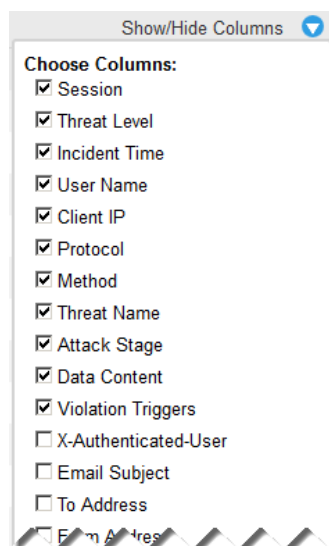 Show/Hide Columns
Choose Columns:
Session
Threat Level
Incident Time
User Name
Client IP
Protocol
Method
Threat Name
Attack Stage
Data Content
Violation Triggers
X-Authenticated-User
Email Subject
To Address